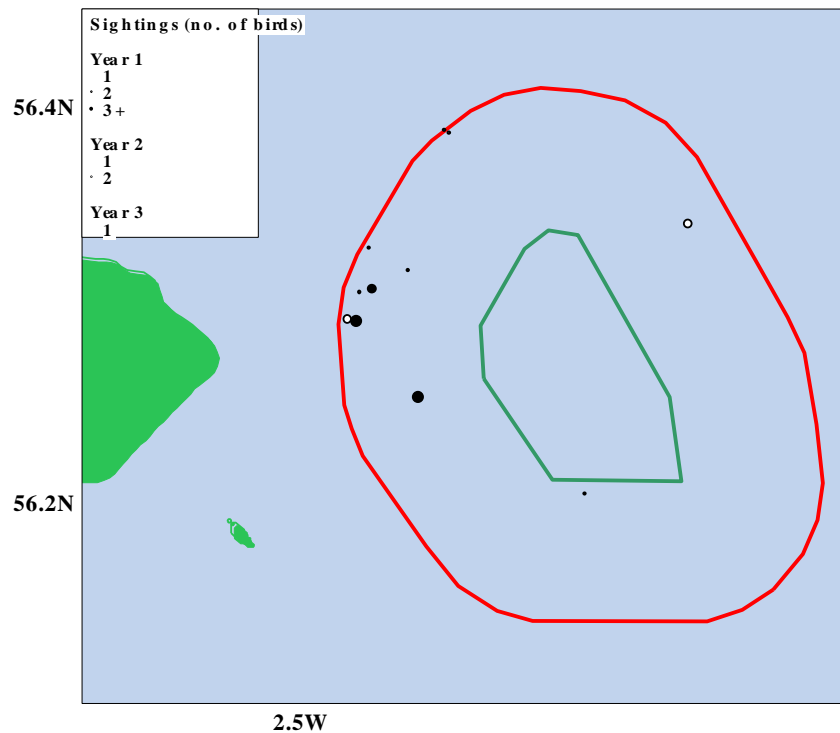 Sightings (no. of birds)
Year 1
1
2
3+
Year 2
1
2
Year 3
1
56.4N
56.2N
2.5W